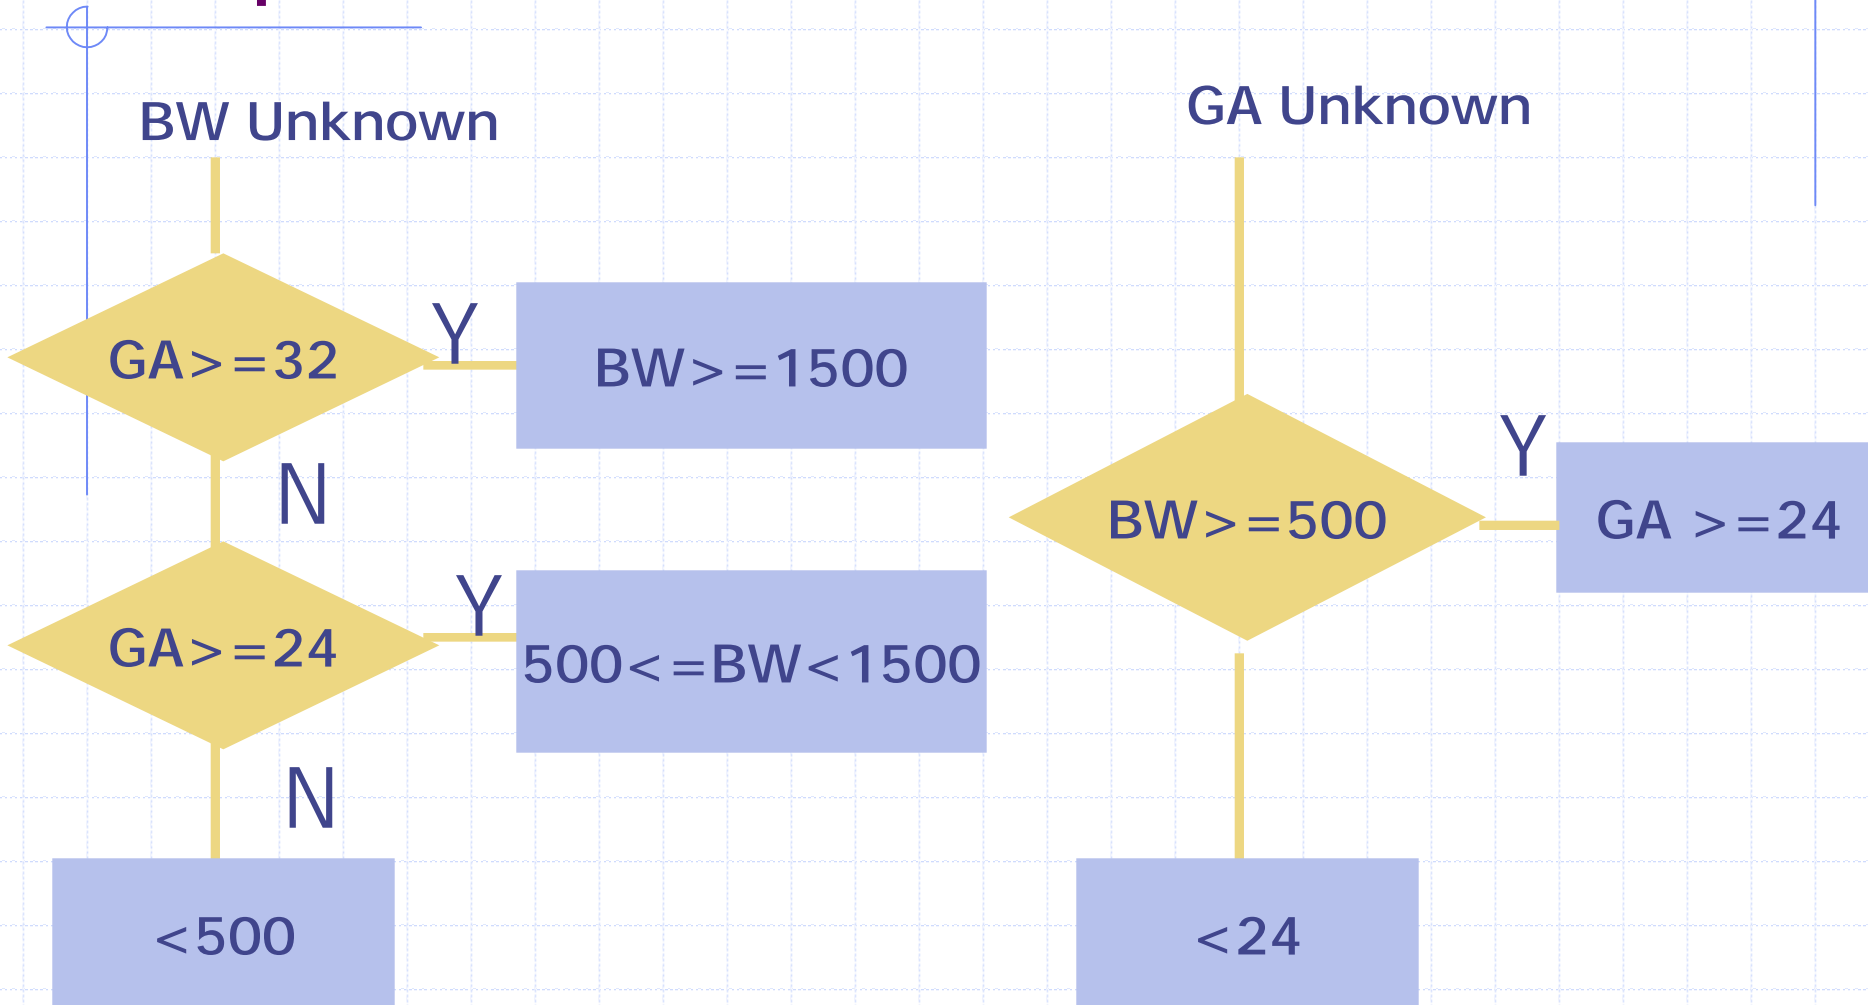 BW Unknown
GA>=32
Y
BW>=1500
N
GA>=24
Y
500<=BW<1500
N
<500
GA Unknown
BW>=500
Y
GA >=24
<24